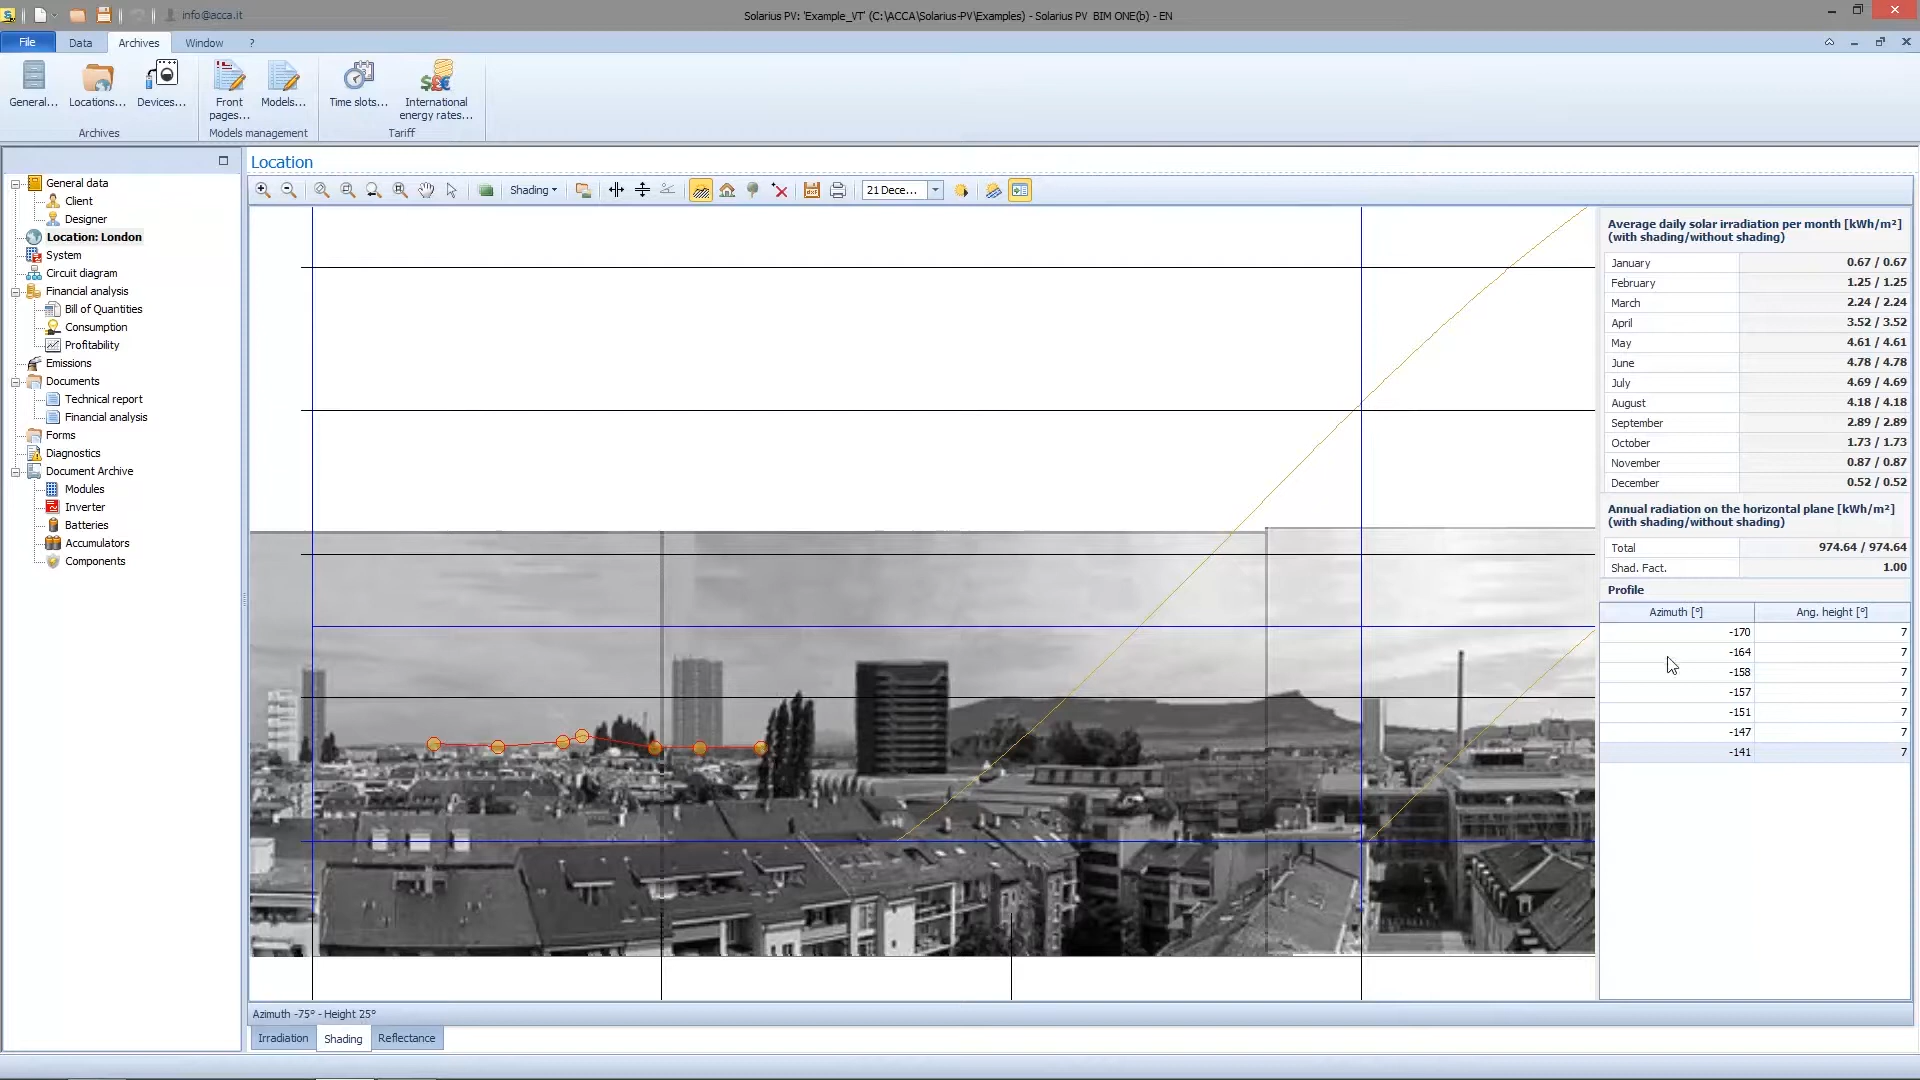 info@acca.it
Solarius PV: 'Example_VT' (C:\ACCA\Solarius-PV\Examples) - Solarius PV BIM ONE(b) - EN
File
Data
Archives
Window
?
General...
Locations...
Devices...
Front
pages...
Models...
Time slots...
International
energy rates...
Archives
Models management
Tariff
General data
Client
Designer
Location: London
System
Circuit diagram
Financial analysis
Bill of Quantities
Consumption
Profitability
Emissions
Documents
Technical report
Financial analysis
Forms
Diagnostics
Document Archive
Modules
Inverter
Batteries
Accumulators
Components
Location
Shading
21 Dece...
Average daily solar irradiation per month [kWh/m²]
(with shading/without shading)
January 0.67 / 0.67
February 1.25 / 1.25
March 2.24 / 2.24
April 3.52 / 3.52
May 4.61 / 4.61
June 4.78 / 4.78
July 4.69 / 4.69
August 4.18 / 4.18
September 2.89 / 2.89
October 1.73 / 1.73
November 0.87 / 0.87
December 0.52 / 0.52
Annual radiation on the horizontal plane [kWh/m²]
(with shading/without shading)
Total 974.64 / 974.64
Shad. Fact. 1.00
Profile
Azimuth [°] Ang. height [°]
-170 7
-164 7
-158 7
-157 7
-151 7
-147 7
-141 7
Azimuth -75° - Height 25°
Irradiation
Shading
Reflectance